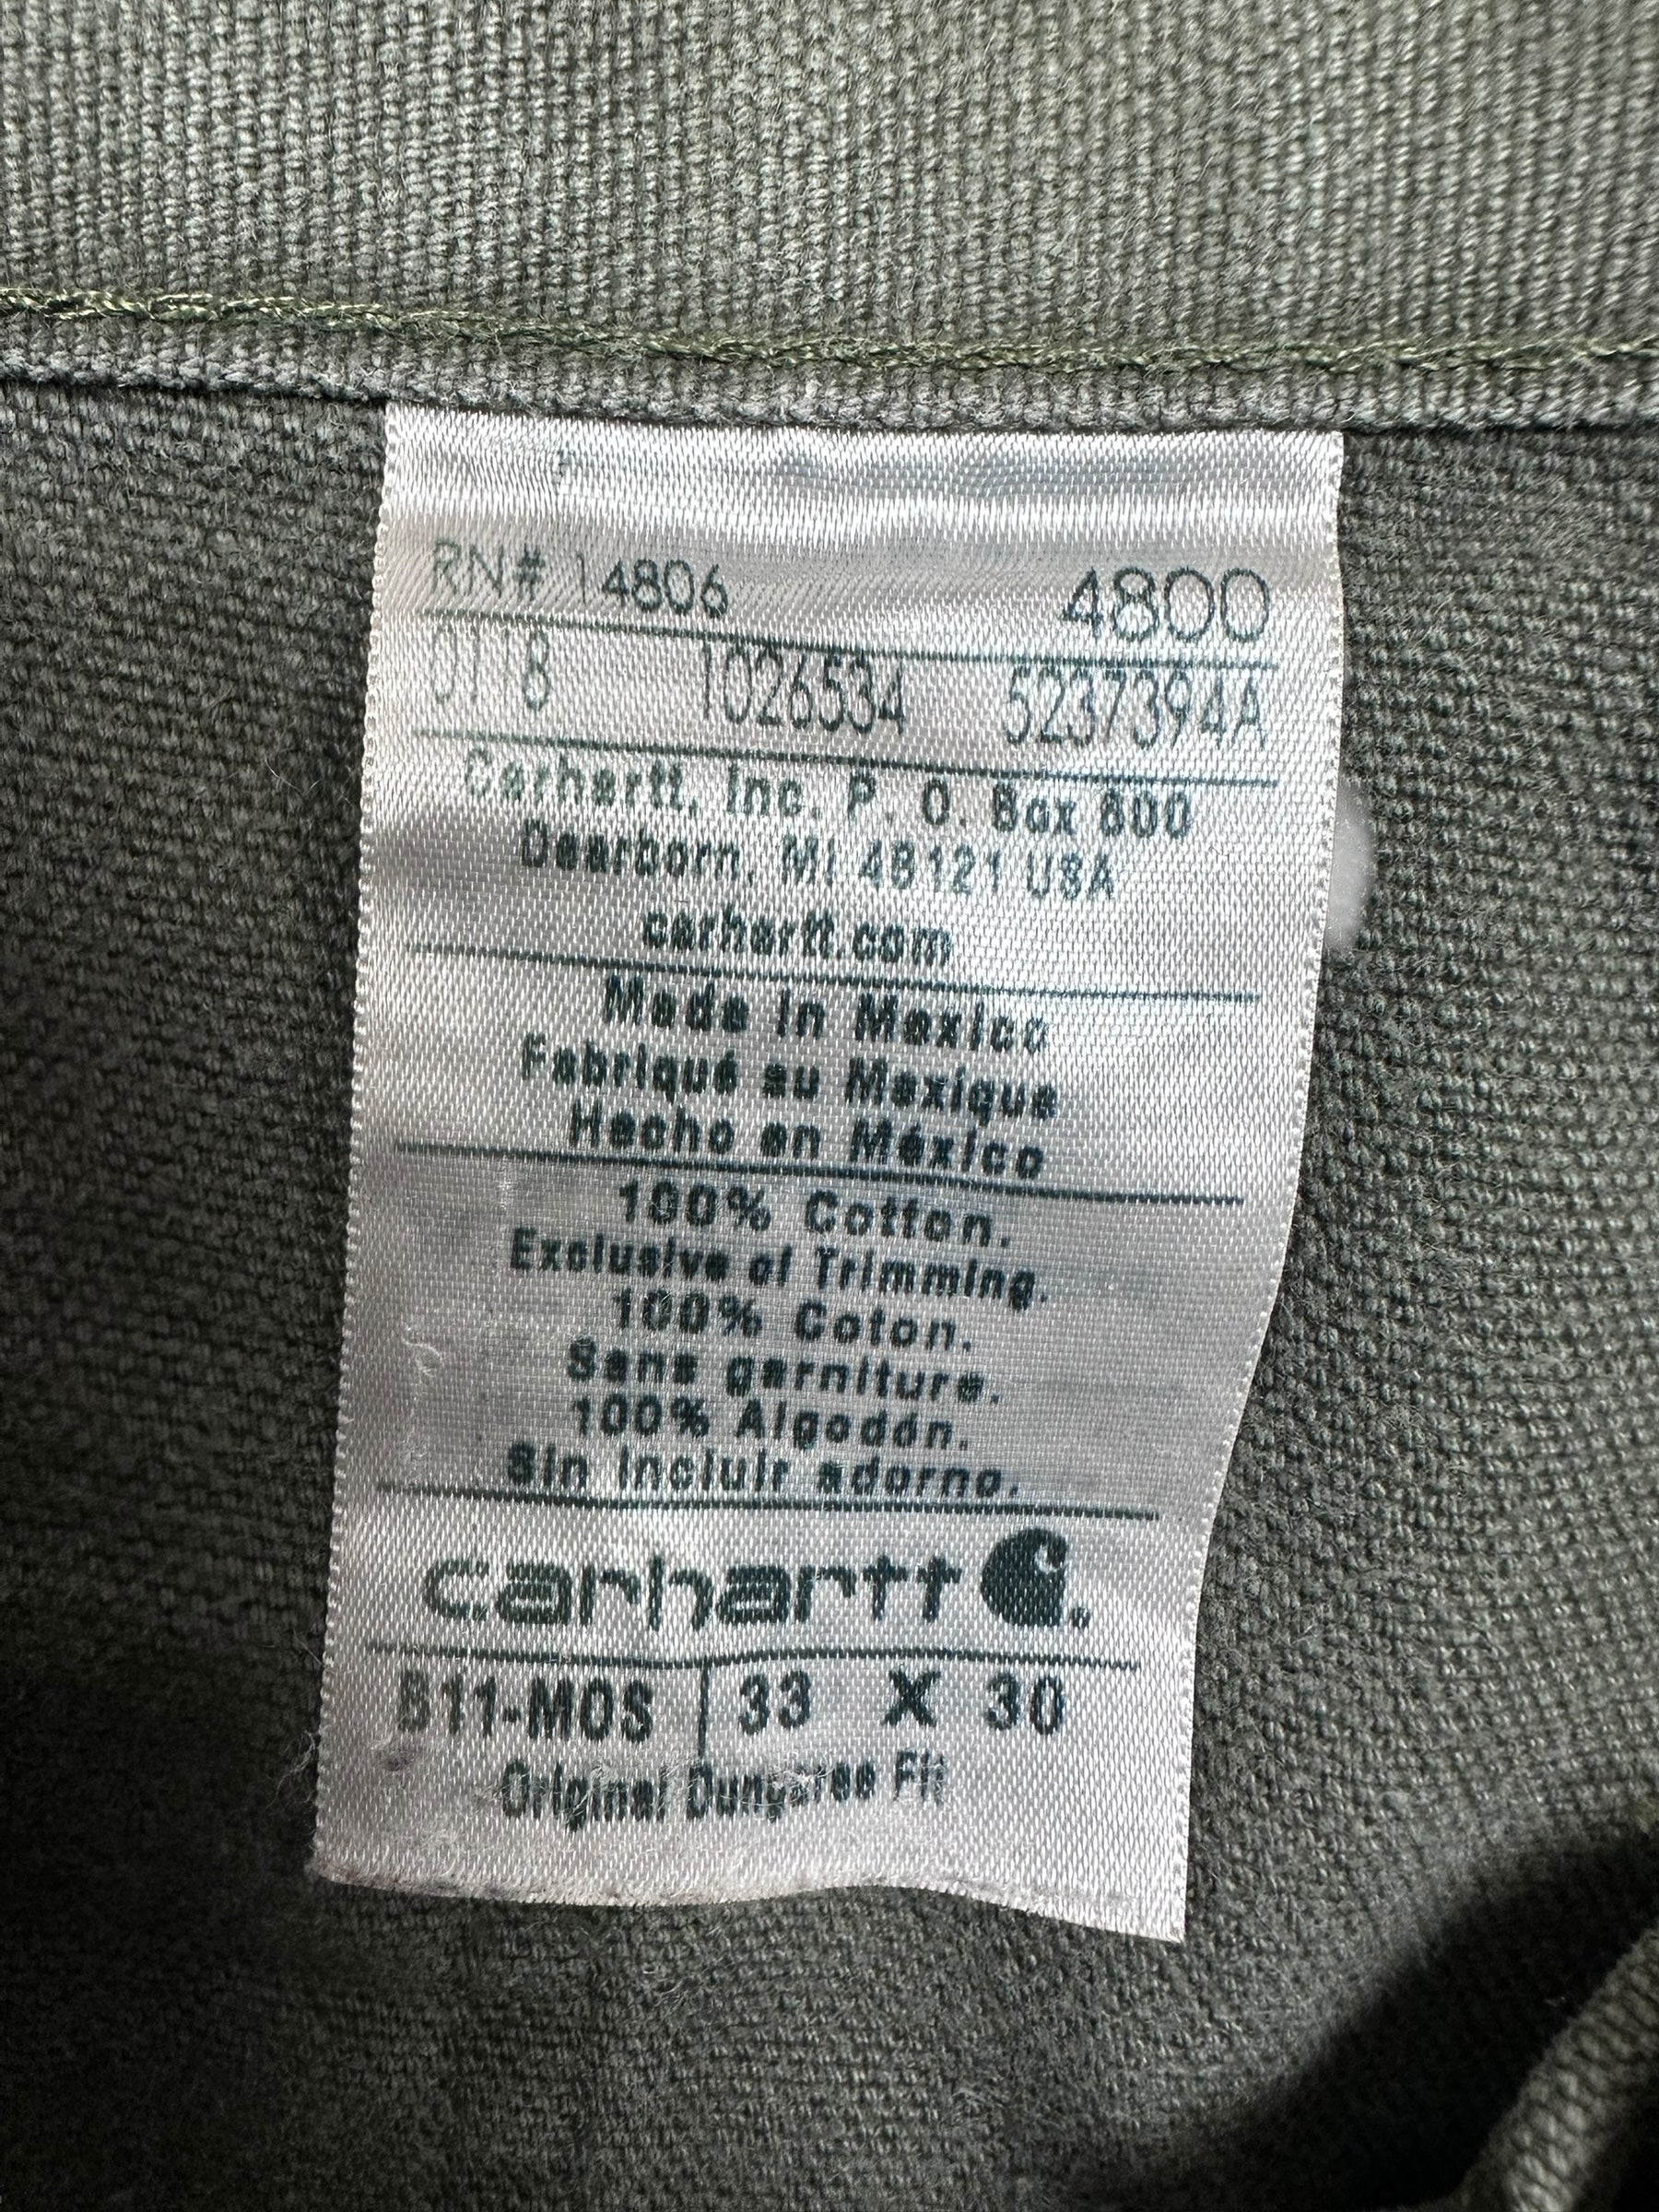 RN# 14806 4800
0118 1026534 5237394A
Carhartt, Inc. P. O. Box 600
Dearborn, MI 48121 USA
carhartt.com
Made in Mexico
Fabriqué au Mexique
Hecho en México
100% Cotton.
Exclusive of Trimming.
100% Coton.
Sans garniture.
100% Algodón.
Sin incluir adorno.
carhartt
B11-MOS 33 X 30
Original Dungaree Fit